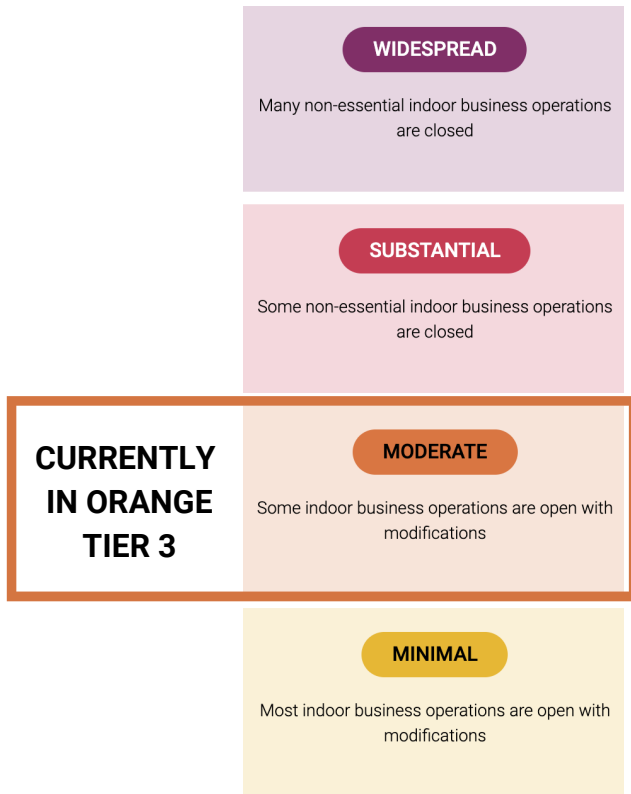 WIDESPREAD
Many non-essential indoor business operations
are closed
SUBSTANTIAL
Some non-essential indoor business operations
are closed
CURRENTLY
IN ORANGE
TIER 3
MODERATE
Some indoor business operations are open with
modifications
MINIMAL
Most indoor business operations are open with
modifications